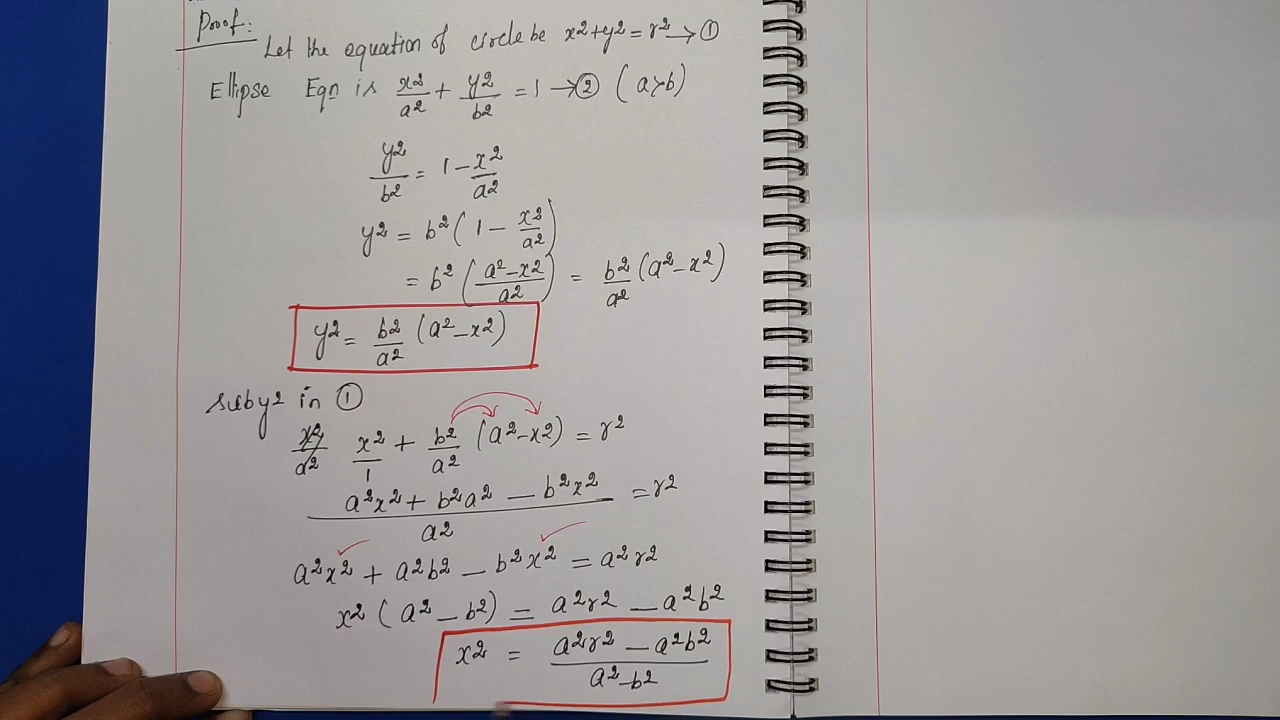 Proof:
Let the equation of circle be x² + y² = r² → ①
Ellipse Eqn is x²/a² + y²/b² = 1 → ② (a>b)
y²/b² = 1 - x²/a²
y² = b² (1 - x²/a²)
= b² ((a² - x²)/a²) = b²/a² (a² - x²)
y² = b²/a² (a² - x²)
sub y² in ①
x²/a² x²/1 + b²/a² (a² - x²) = r²
(a²x² + b²a² - b²x²)/a² = r²
a²x² + a²b² - b²x² = a²r²
x² (a² - b²) = a²r² - a²b²
x² = (a²r² - a²b²)/(a² - b²)